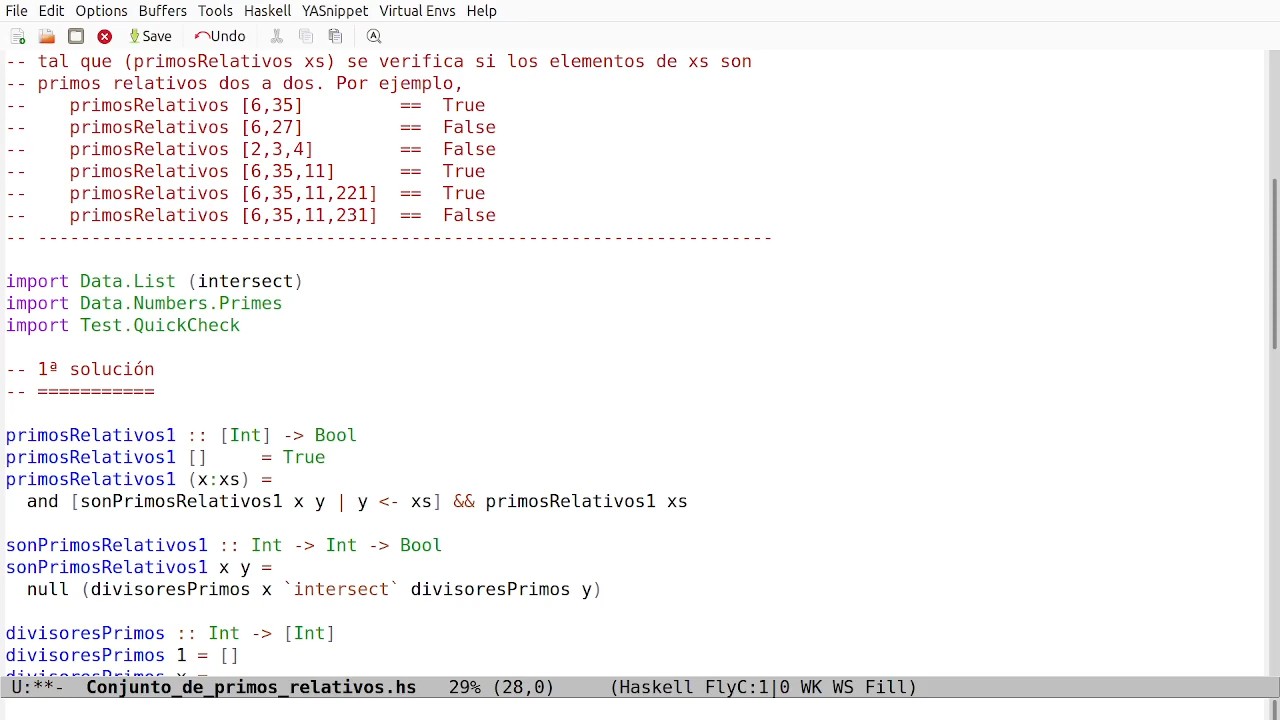 File Edit Options Buffers Tools Haskell YASnippet Virtual Envs Help
Save Undo
-- tal que (primosRelativos xs) se verifica si los elementos de xs son
-- primos relativos dos a dos. Por ejemplo,
--    primosRelativos [6,35]         ==  True
--    primosRelativos [6,27]         ==  False
--    primosRelativos [2,3,4]        ==  False
--    primosRelativos [6,35,11]      ==  True
--    primosRelativos [6,35,11,221]  ==  True
--    primosRelativos [6,35,11,231]  ==  False
-- ---------------------------------------------------------------------
import Data.List (intersect)
import Data.Numbers.Primes
import Test.QuickCheck
-- 1ª solución
-- ===========
primosRelativos1 :: [Int] -> Bool
primosRelativos1 []     = True
primosRelativos1 (x:xs) =
  and [sonPrimosRelativos1 x y | y <- xs] && primosRelativos1 xs
sonPrimosRelativos1 :: Int -> Int -> Bool
sonPrimosRelativos1 x y =
  null (divisoresPrimos x `intersect` divisoresPrimos y)
divisoresPrimos :: Int -> [Int]
divisoresPrimos 1 = []
divisoresPrimos x =
U:**-  Conjunto_de_primos_relativos.hs   29% (28,0)     (Haskell FlyC:1|0 WK WS Fill)